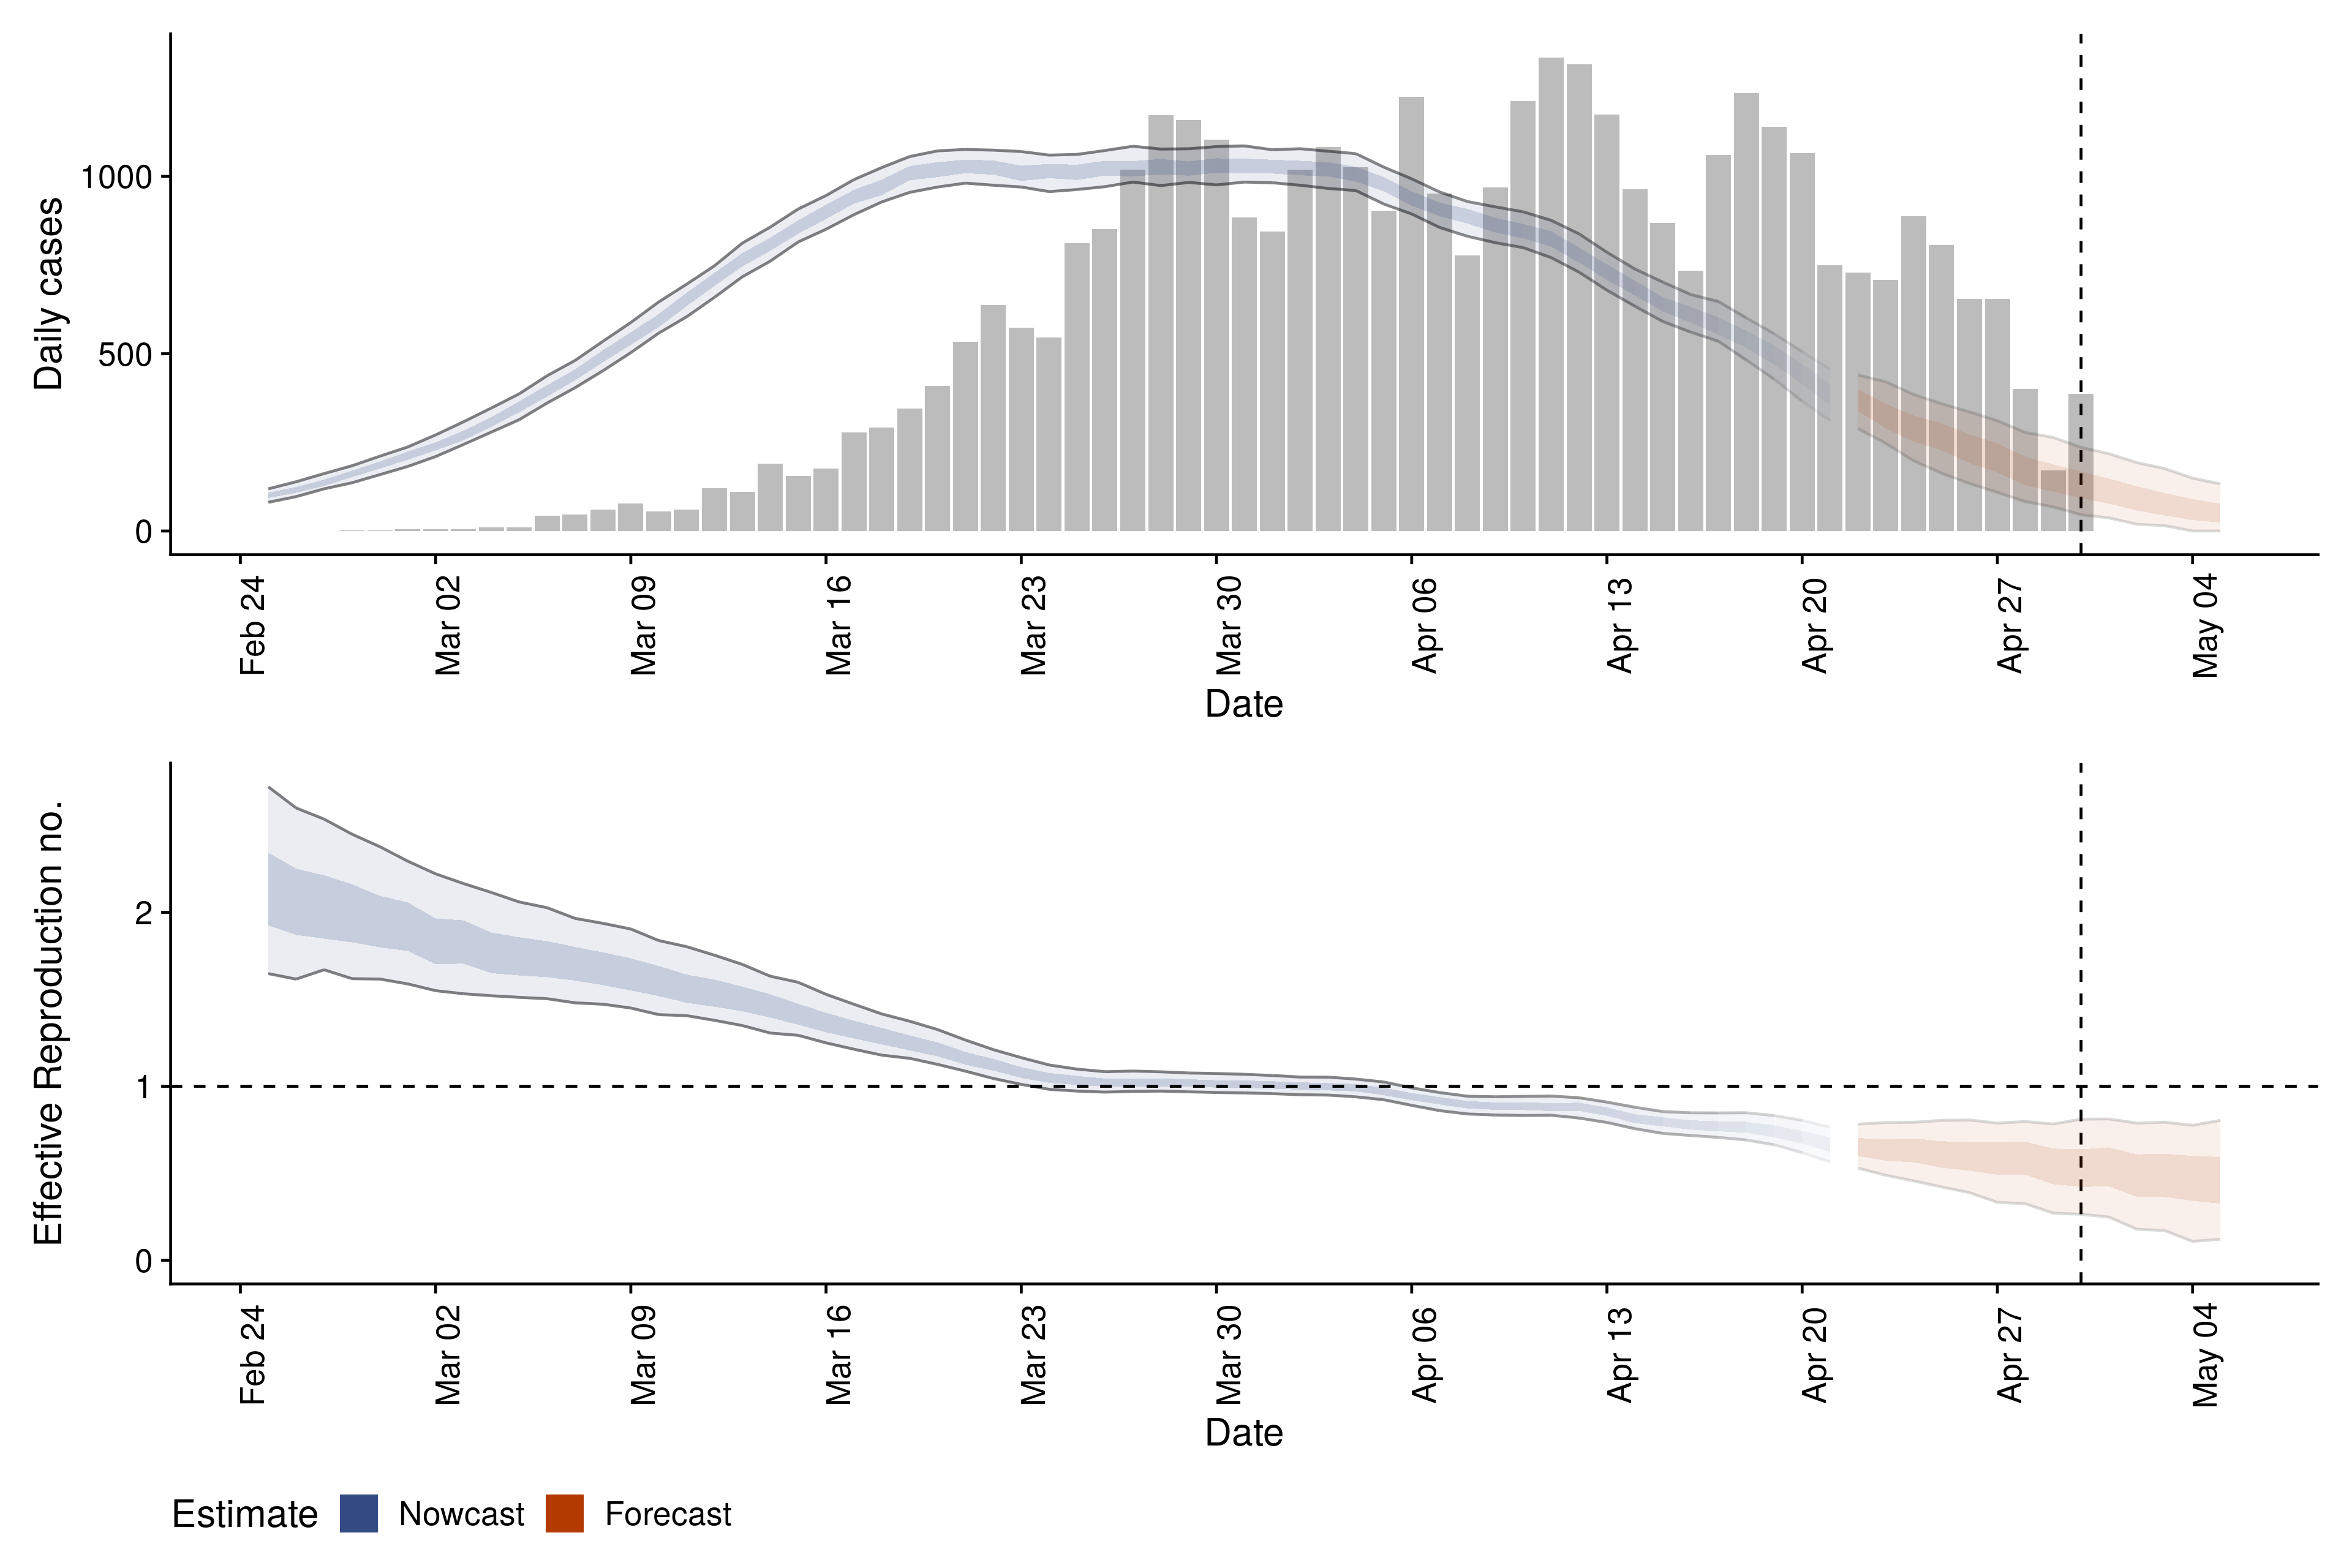 Daily cases
1000
500
0
Feb 24
Mar 02
Mar 09
Mar 16
Mar 23
Mar 30
Apr 06
Apr 13
Apr 20
Apr 27
May 04
Date
Effective Reproduction no.
2
1
0
Feb 24
Mar 02
Mar 09
Mar 16
Mar 23
Mar 30
Apr 06
Apr 13
Apr 20
Apr 27
May 04
Date
Estimate Nowcast Forecast